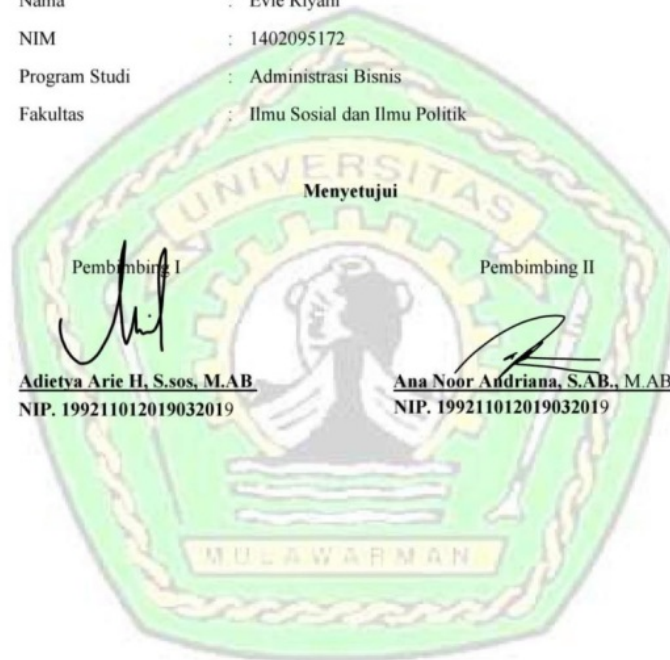 Nama : Evie Riyani
NIM : 1402095172
Program Studi : Administrasi Bisnis
Fakultas : Ilmu Sosial dan Ilmu Politik
UNIVERSITAS
Menyetujui
Pembimbing I Pembimbing II
Adietya Arie H, S.sos, M.AB Ana Noor Andriana, S.AB., M.AB
NIP. 199211012019032019 NIP. 199211012019032019
MULAWARMAN